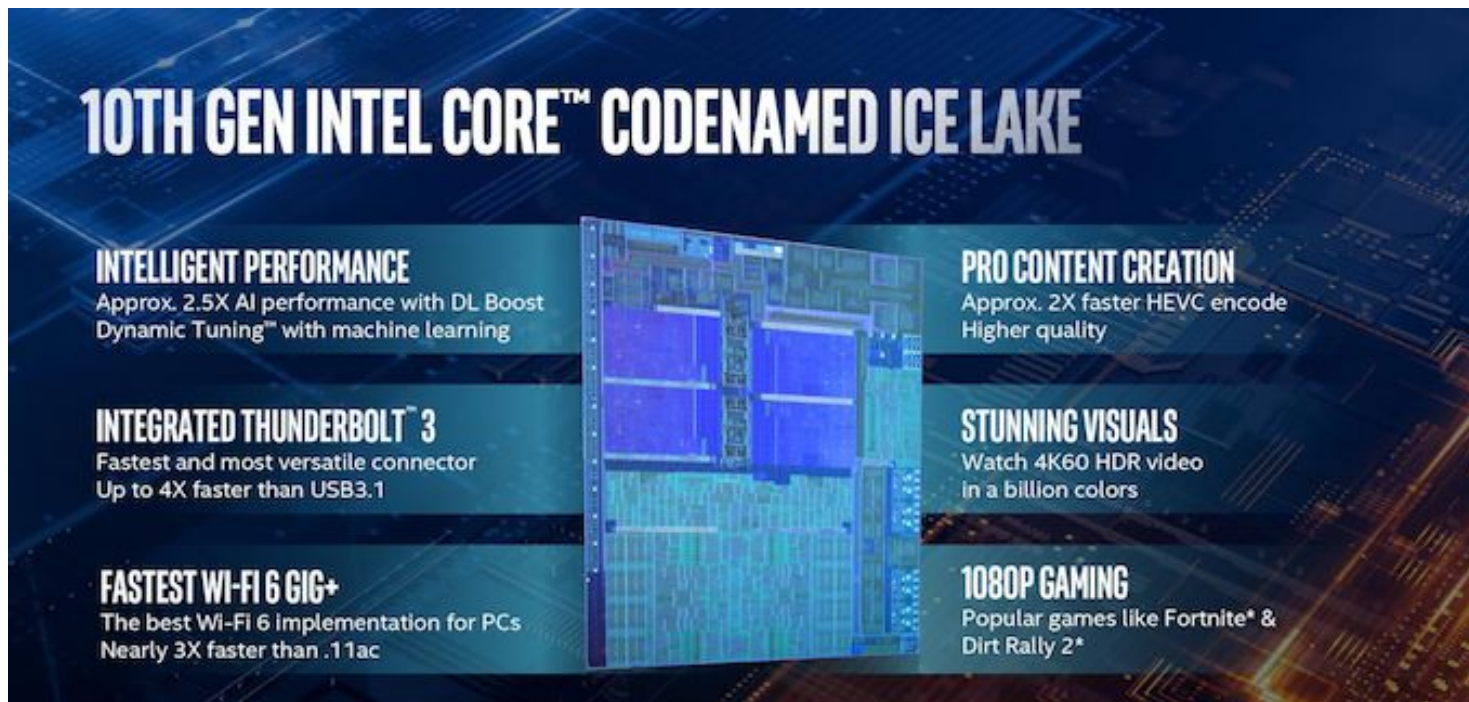 10TH GEN INTEL CORE™ CODENAMED ICE LAKE
INTELLIGENT PERFORMANCE
Approx. 2.5X AI performance with DL Boost
Dynamic Tuning™ with machine learning
INTEGRATED THUNDERBOLT™ 3
Fastest and most versatile connector
Up to 4X faster than USB3.1
FASTEST WI-FI 6 GIG+
The best Wi-Fi 6 implementation for PCs
Nearly 3X faster than .11ac
PRO CONTENT CREATION
Approx. 2X faster HEVC encode
Higher quality
STUNNING VISUALS
Watch 4K60 HDR video
in a billion colors
1080P GAMING
Popular games like Fortnite* &
Dirt Rally 2*